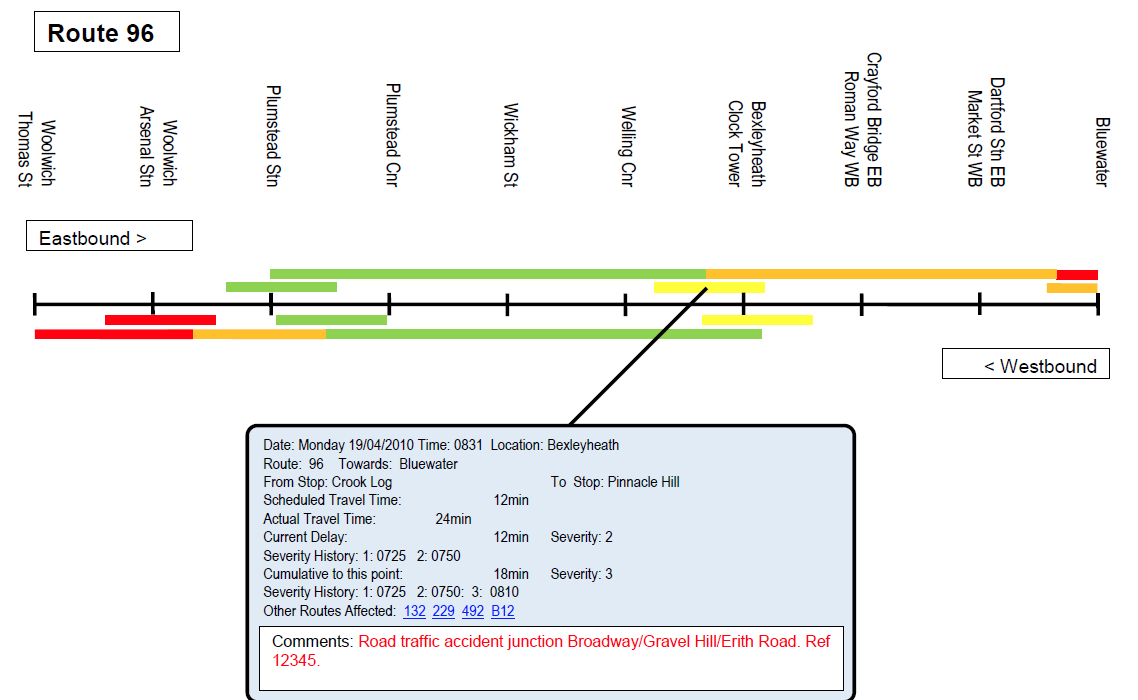 Route 96
Woolwich
Thomas St
Woolwich
Arsenal Stn
Plumstead Stn
Plumstead Cnr
Wickham St
Welling Cnr
Bexleyheath
Clock Tower
Crayford Bridge EB
Roman Way WB
Dartford Stn EB
Market St WB
Bluewater
Eastbound >
< Westbound
Date: Monday 19/04/2010 Time: 0831 Location: Bexleyheath
Route: 96 Towards: Bluewater
From Stop: Crook Log To Stop: Pinnacle Hill
Scheduled Travel Time: 12min
Actual Travel Time: 24min
Current Delay: 12min Severity: 2
Severity History: 1: 0725 2: 0750
Cumulative to this point: 18min Severity: 3
Severity History: 1: 0725 2: 0750: 3: 0810
Other Routes Affected: 132 229 492 B12
Comments: Road traffic accident junction Broadway/Gravel Hill/Erith Road. Ref
12345.